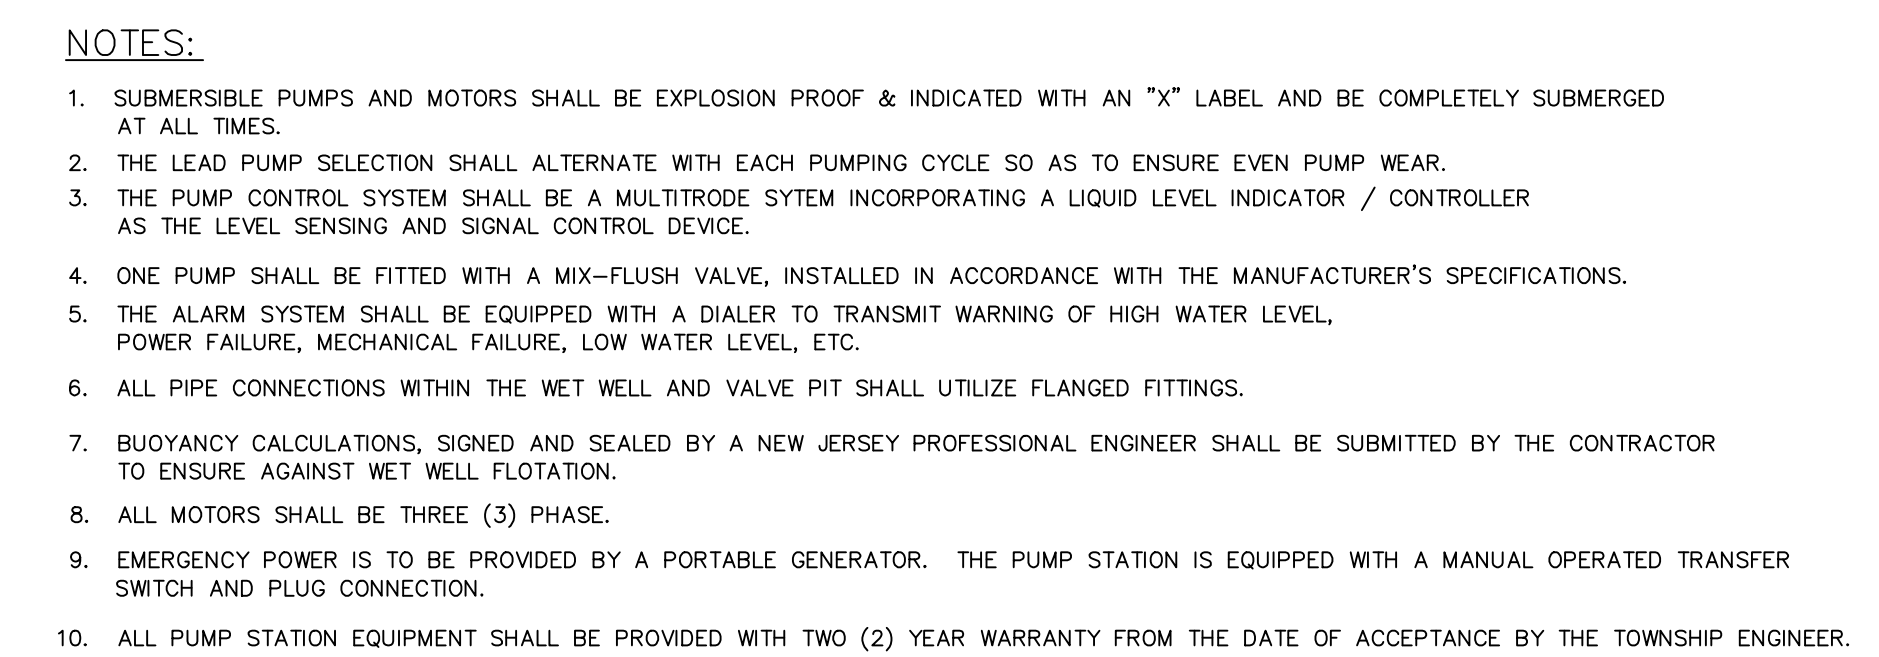 NOTES:
1. SUBMERSIBLE PUMPS AND MOTORS SHALL BE EXPLOSION PROOF & INDICATED WITH AN "X" LABEL AND BE COMPLETELY SUBMERGED
AT ALL TIMES.
2. THE LEAD PUMP SELECTION SHALL ALTERNATE WITH EACH PUMPING CYCLE SO AS TO ENSURE EVEN PUMP WEAR.
3. THE PUMP CONTROL SYSTEM SHALL BE A MULTITRODE SYTEM INCORPORATING A LIQUID LEVEL INDICATOR / CONTROLLER
AS THE LEVEL SENSING AND SIGNAL CONTROL DEVICE.
4. ONE PUMP SHALL BE FITTED WITH A MIX-FLUSH VALVE, INSTALLED IN ACCORDANCE WITH THE MANUFACTURER'S SPECIFICATIONS.
5. THE ALARM SYSTEM SHALL BE EQUIPPED WITH A DIALER TO TRANSMIT WARNING OF HIGH WATER LEVEL,
POWER FAILURE, MECHANICAL FAILURE, LOW WATER LEVEL, ETC.
6. ALL PIPE CONNECTIONS WITHIN THE WET WELL AND VALVE PIT SHALL UTILIZE FLANGED FITTINGS.
7. BUOYANCY CALCULATIONS, SIGNED AND SEALED BY A NEW JERSEY PROFESSIONAL ENGINEER SHALL BE SUBMITTED BY THE CONTRACTOR
TO ENSURE AGAINST WET WELL FLOTATION.
8. ALL MOTORS SHALL BE THREE (3) PHASE.
9. EMERGENCY POWER IS TO BE PROVIDED BY A PORTABLE GENERATOR. THE PUMP STATION IS EQUIPPED WITH A MANUAL OPERATED TRANSFER
SWITCH AND PLUG CONNECTION.
10. ALL PUMP STATION EQUIPMENT SHALL BE PROVIDED WITH TWO (2) YEAR WARRANTY FROM THE DATE OF ACCEPTANCE BY THE TOWNSHIP ENGINEER.